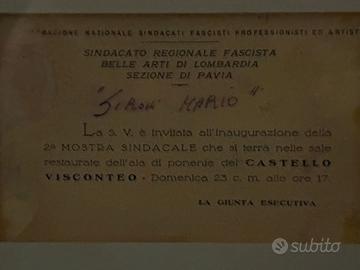 NAZIONALE SINDACATI FASCISTI PROFESSIONISTI ED ARTIST
SINDACATO REGIONALE FASCISTA
BELLE ARTI DI LOMBARDIA
SEZIONE DI PAVIA
"SIRONI MARIO"
La S. V. è invitata all'inaugurazione della
2ª MOSTRA SINDACALE che si terrà nelle sale
restaurate dell'ala di ponente del CASTELLO
VISCONTEO - Domenica 23 c. m. alle ore 17.
LA GIUNTA ESECUTIVA
subito